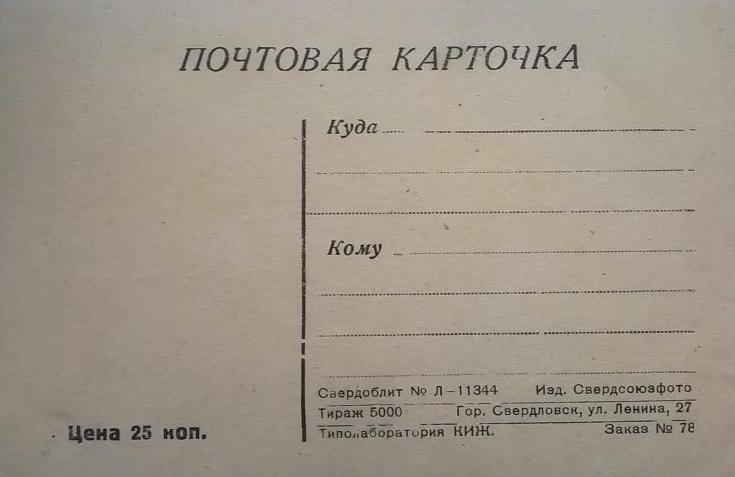 ПОЧТОВАЯ КАРТОЧКА
Куда
Кому
Свердоблит № Л-11344 Изд. Свердсоюзфото
Тираж 5000 Гор. Свердловск, ул. Ленина, 27
Типолаборатория КИЖ. Заказ № 78
Цена 25 коп.